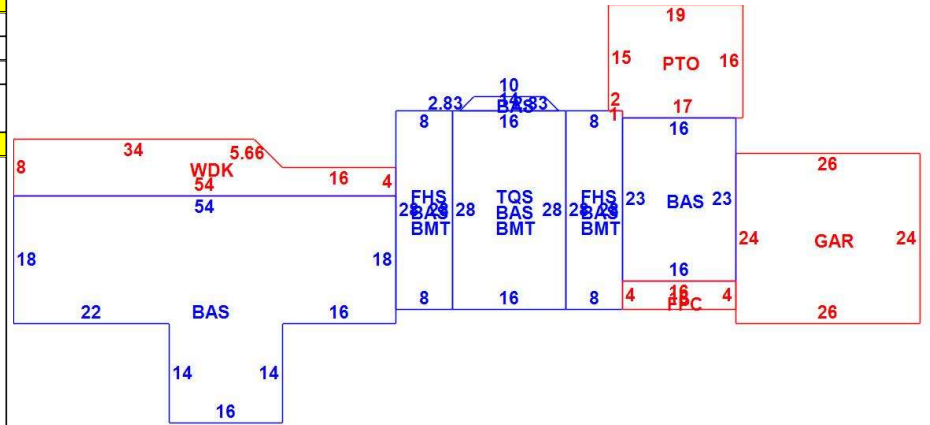 19
15 PTO 16
10
2.83 14 2.83
BAS
2
17
1
8 16 8
16
34 5.66
8 WDK 16 4
54
54
26
FHS TQS FHS
BAS BAS BAS
BMT BMT BMT
28 28 28 28 28 28
23 BAS 23
18 18
24 GAR 24
16
16
4 4
FPC
8 16 8
22 BAS 16
26
14 14
16